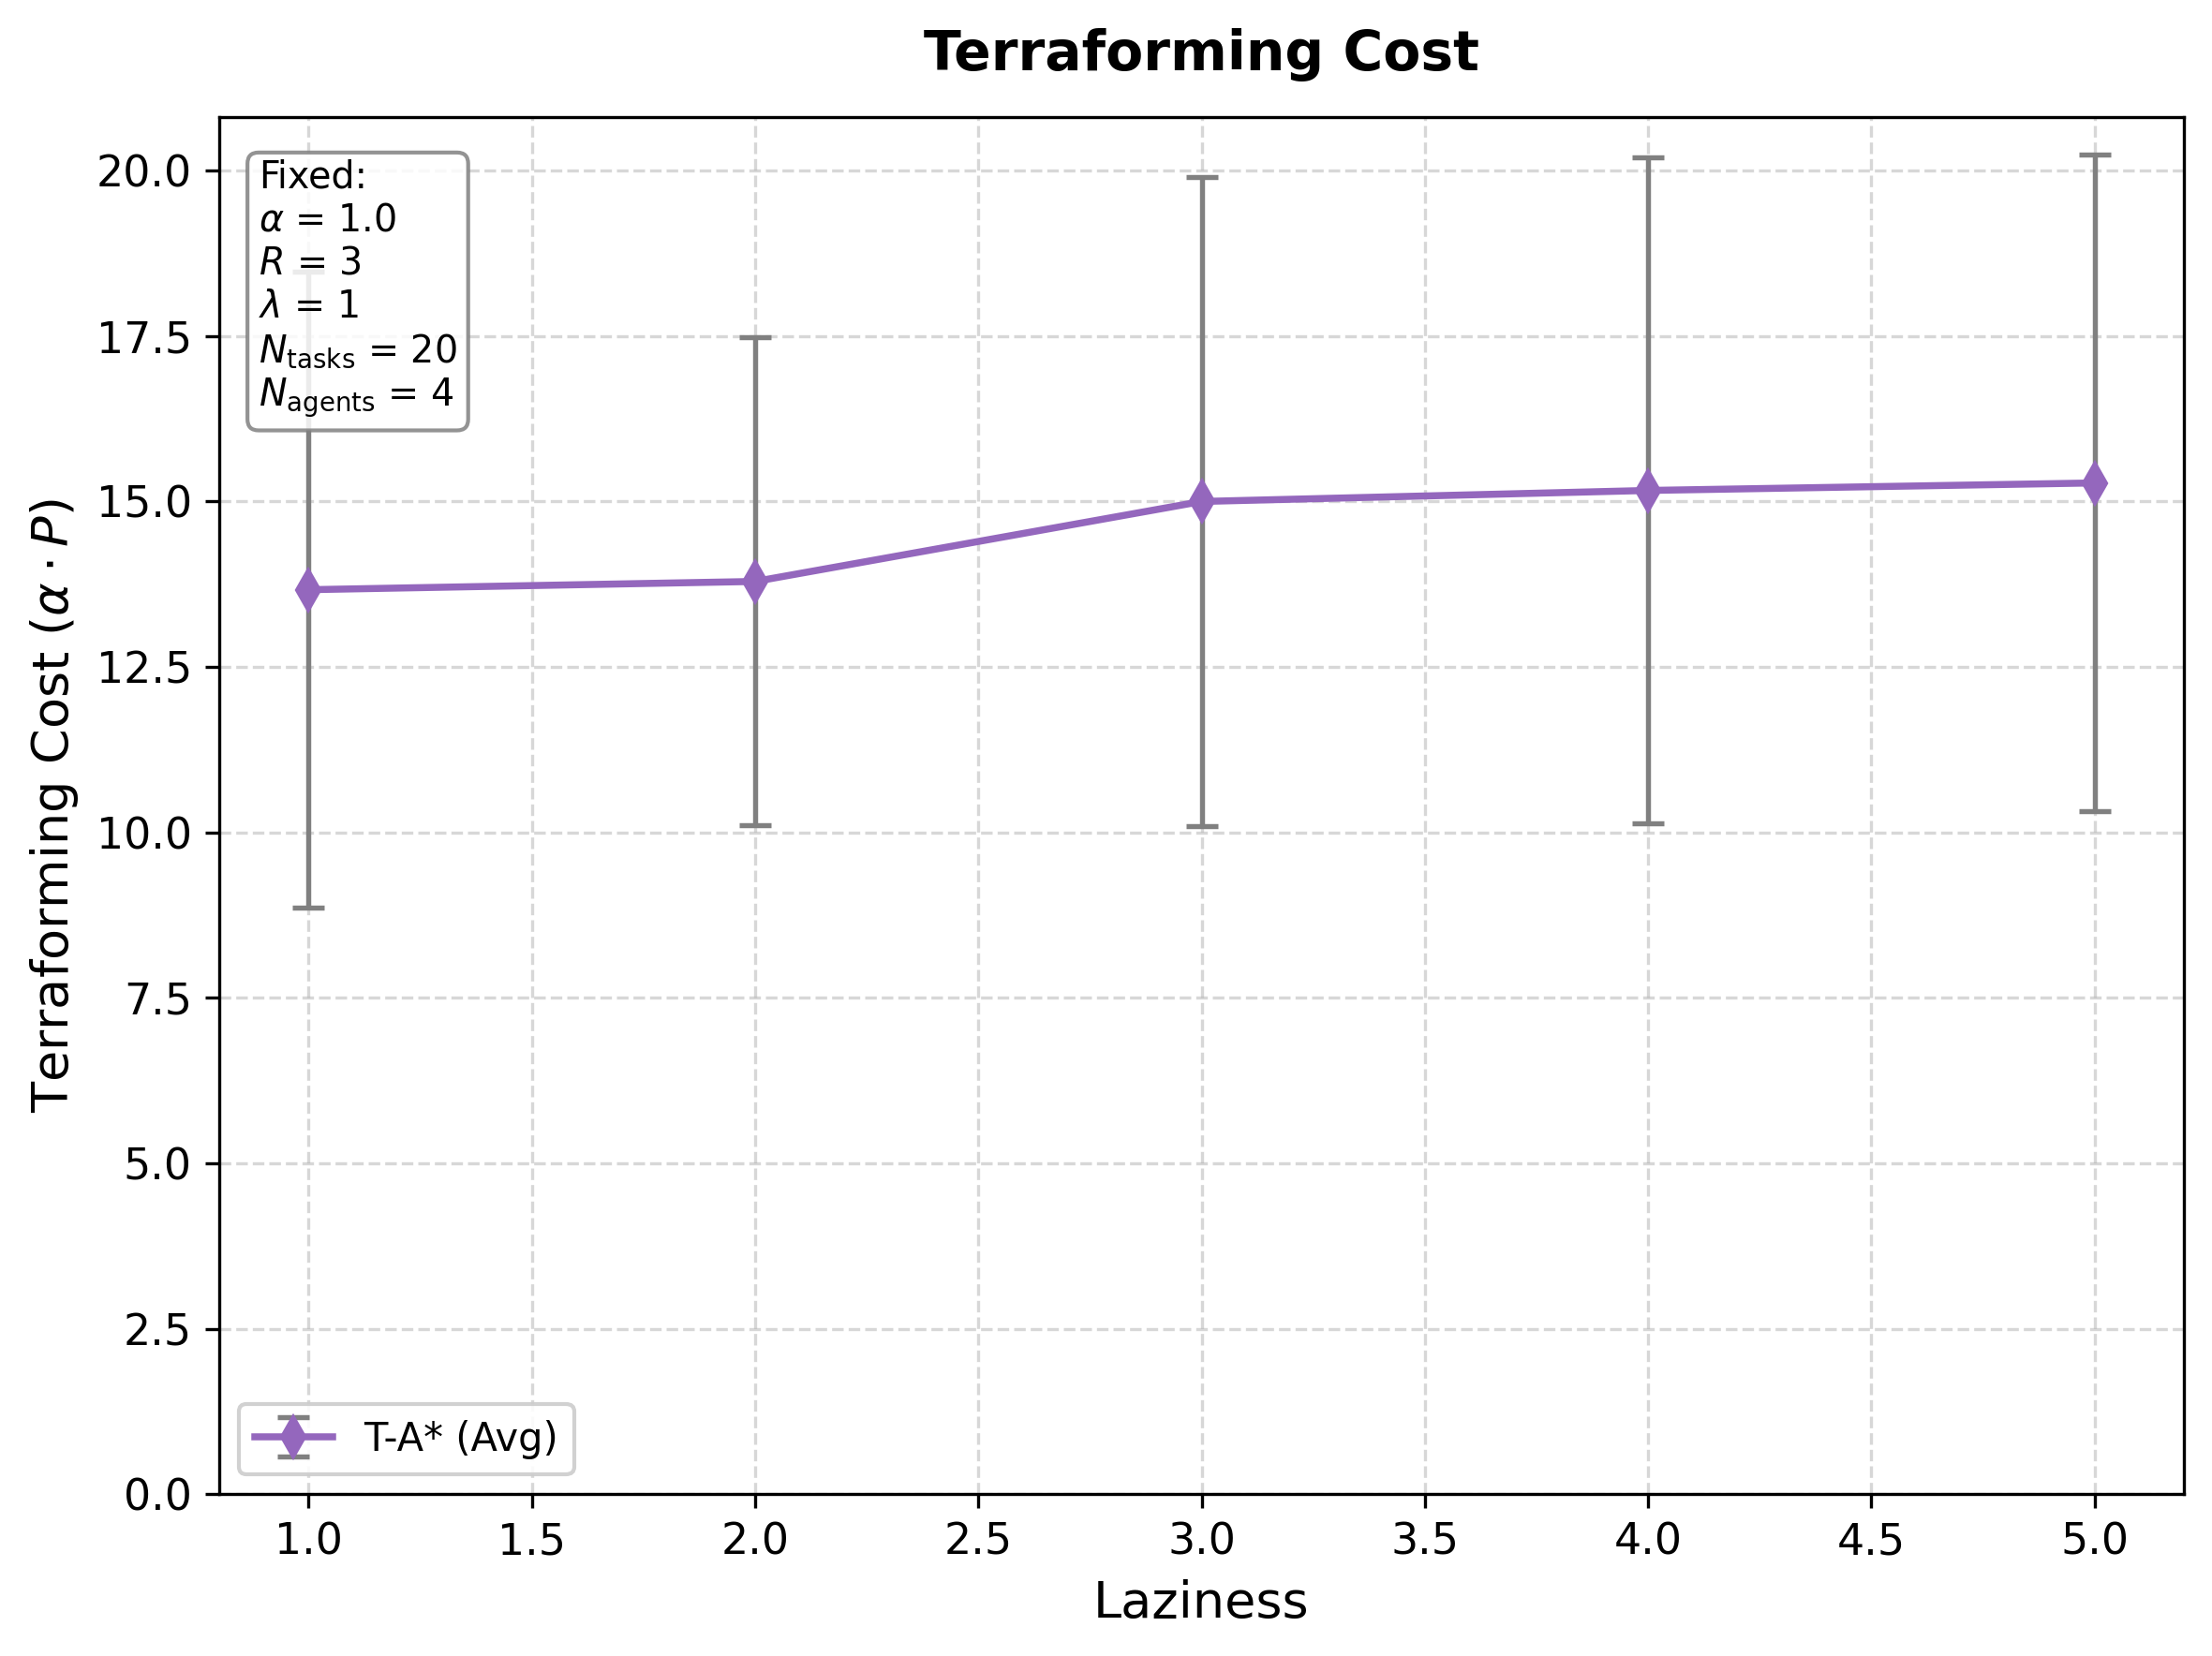 Terraforming Cost
Terraforming Cost (α · P)
20.0
17.5
15.0
12.5
10.0
7.5
5.0
2.5
0.0
Fixed:
α = 1.0
R = 3
λ = 1
N_tasks = 20
N_agents = 4
T-A* (Avg)
1.0 1.5 2.0 2.5 3.0 3.5 4.0 4.5 5.0
Laziness